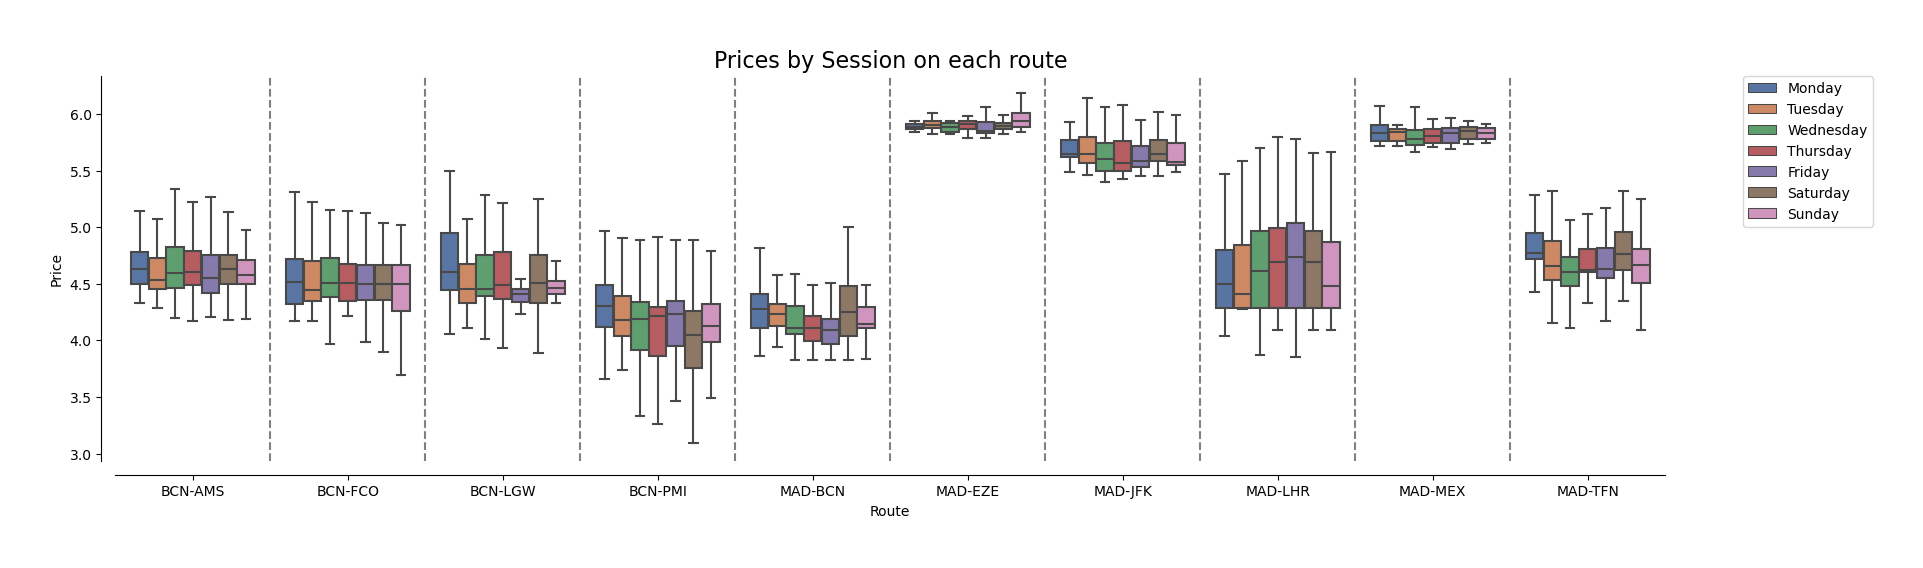 Prices by Session on each route
Price
6.0
5.5
5.0
4.5
4.0
3.5
3.0
BCN-AMS BCN-FCO BCN-LGW BCN-PMI MAD-BCN MAD-EZE MAD-JFK MAD-LHR MAD-MEX MAD-TFN
Route
Monday
Tuesday
Wednesday
Thursday
Friday
Saturday
Sunday